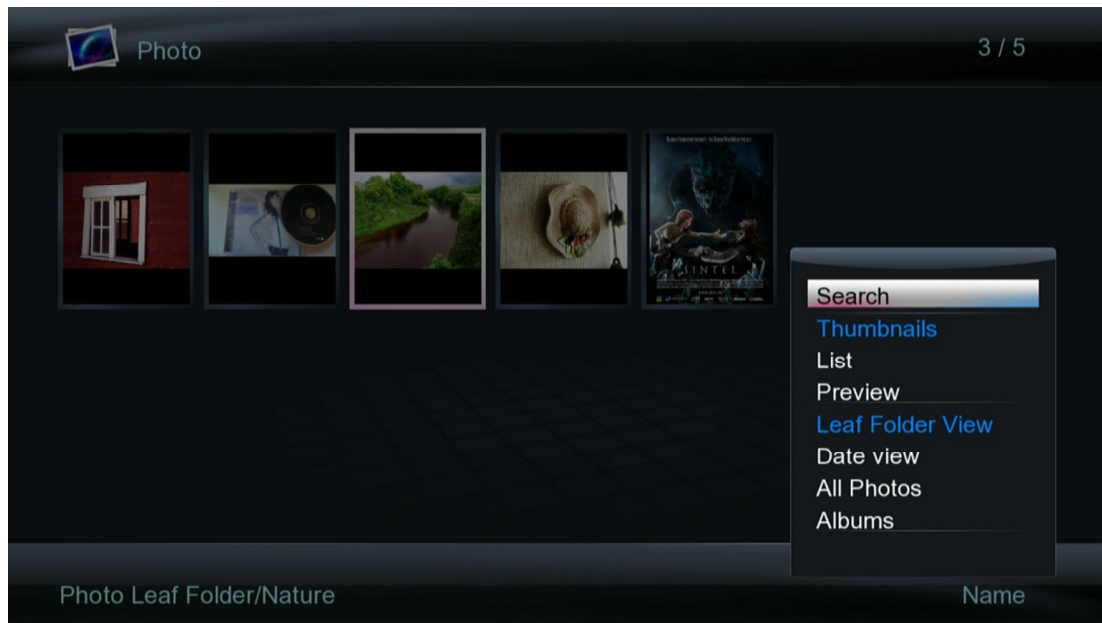 Photo
3 / 5
SINTEL
Search
Thumbnails
List
Preview
Leaf Folder View
Date view
All Photos
Albums
Photo Leaf Folder/Nature
Name